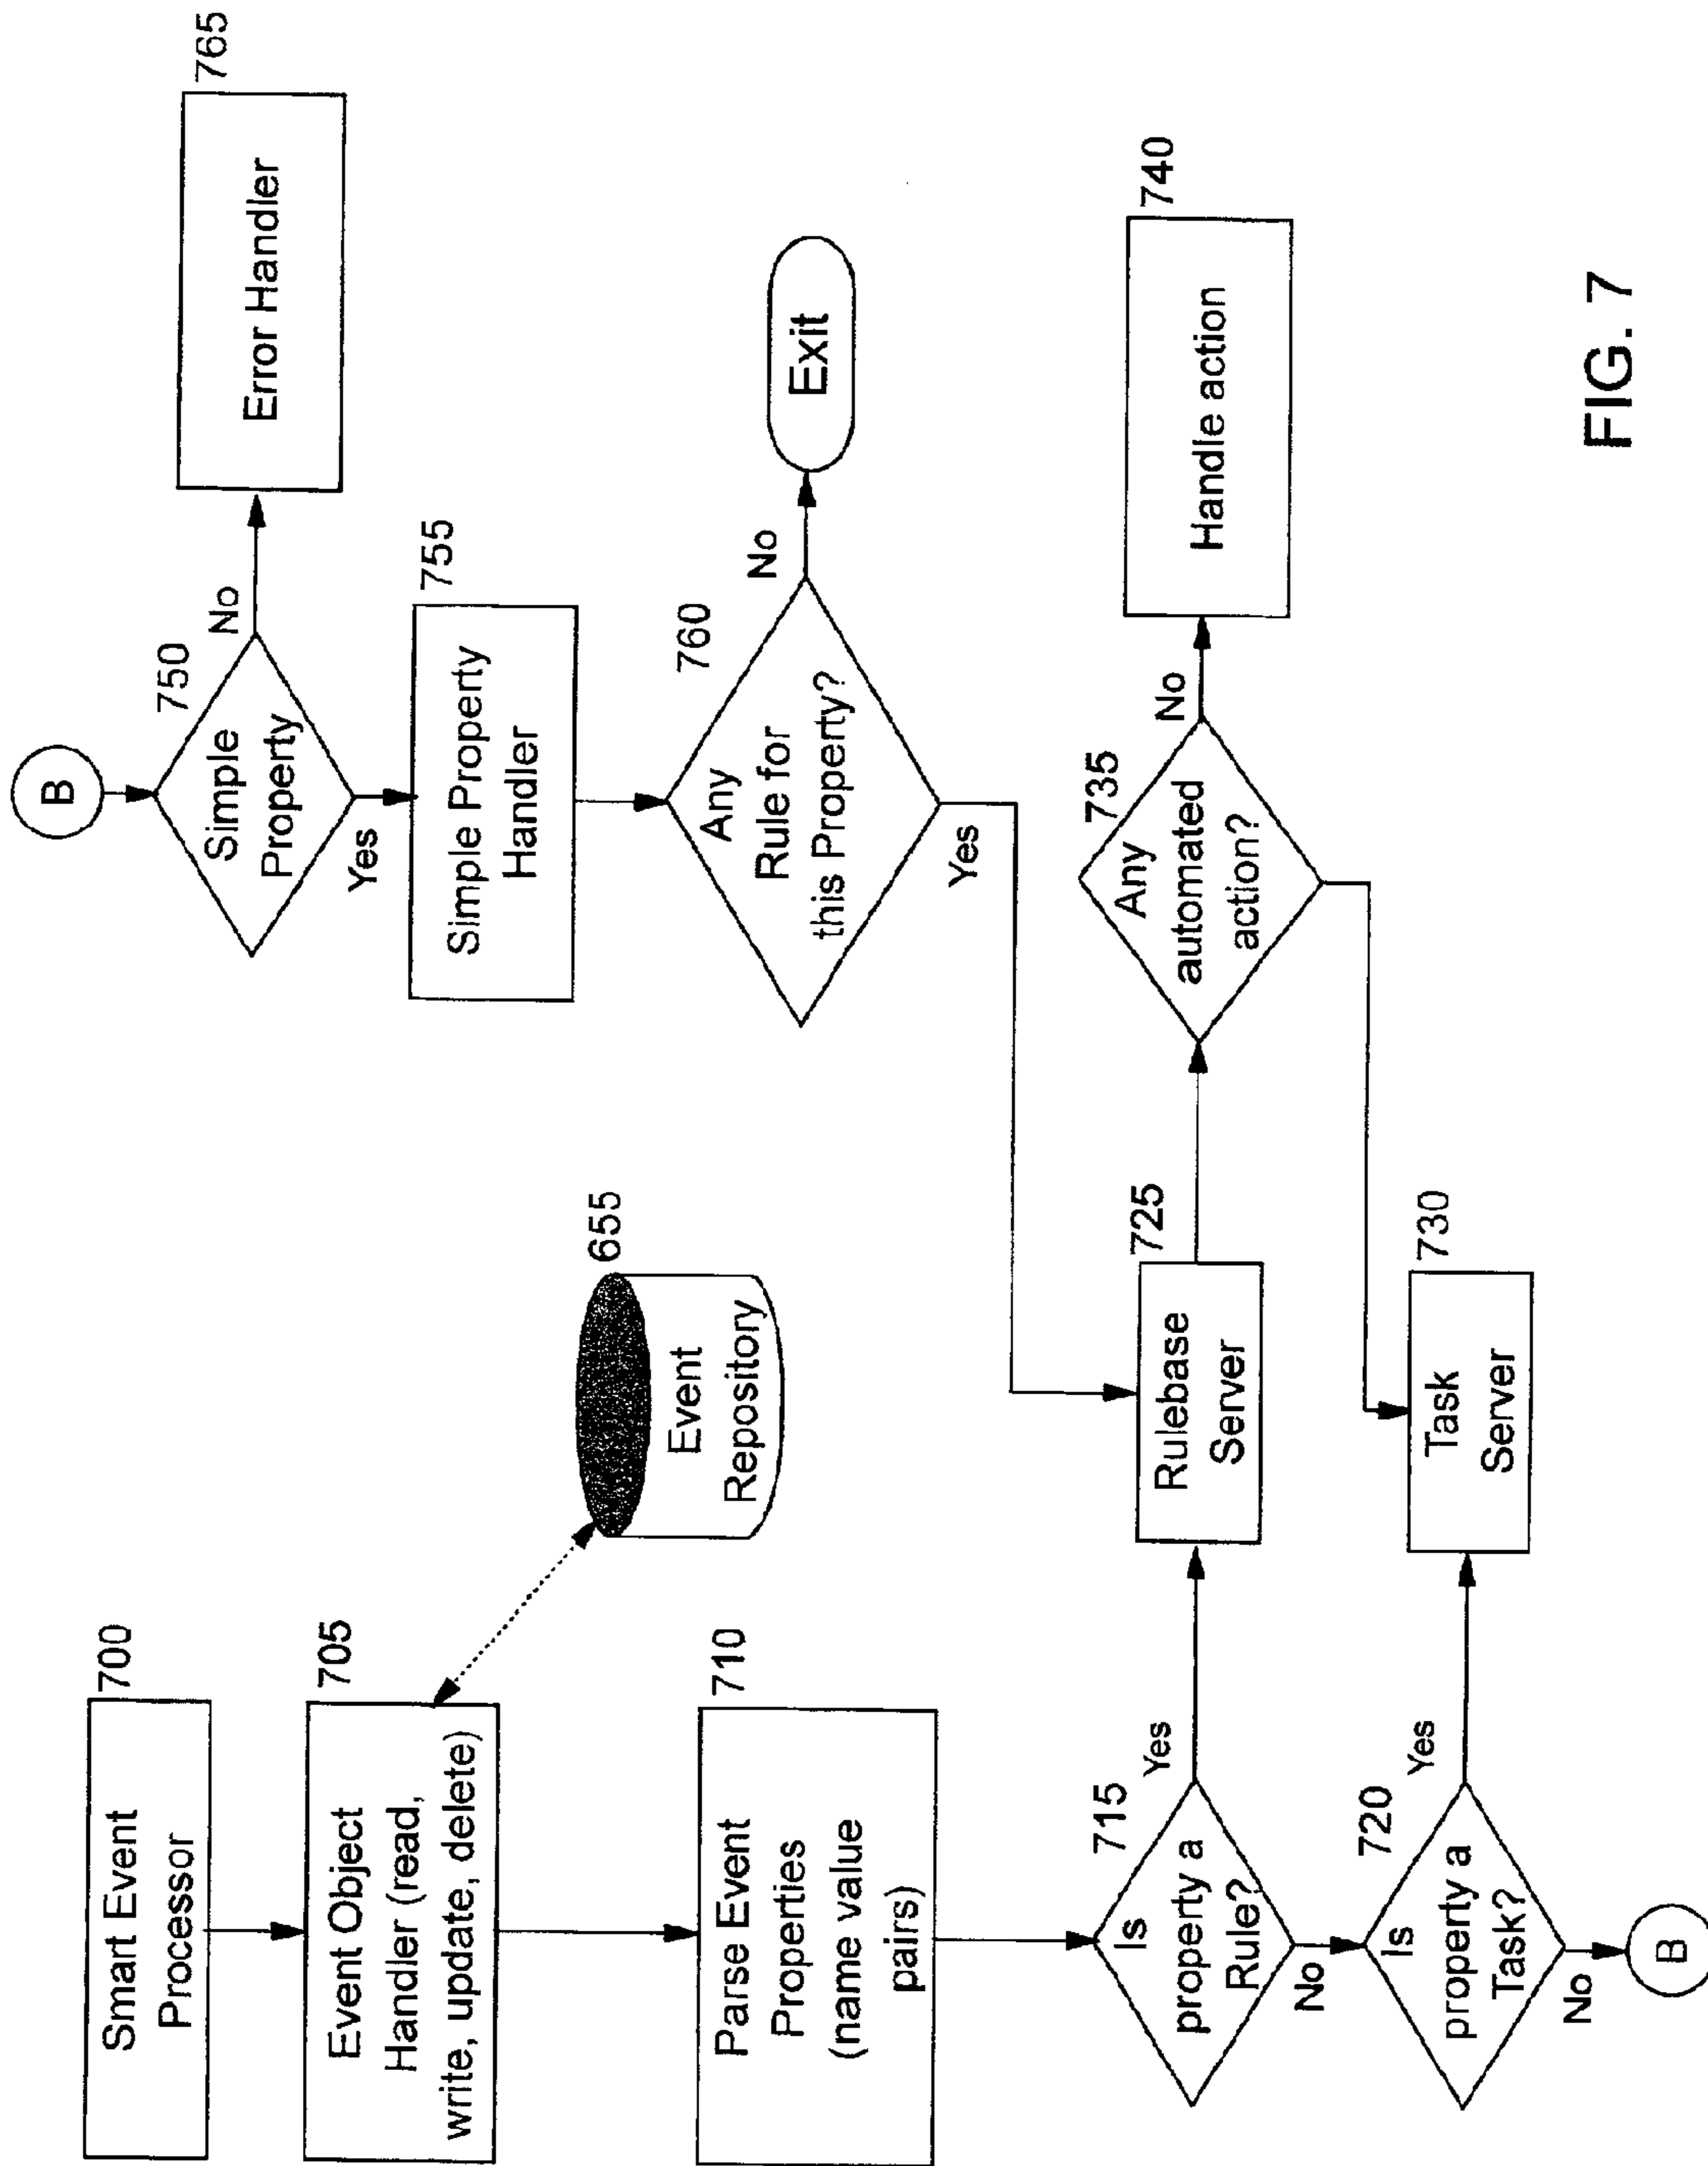 700
Smart Event
Processor
705
Event Object
Handler (read,
write, update, delete)
655
Event
Repository
710
Parse Event
Properties
(name value
pairs)
715
Is
property a
Rule?
Yes
No
720
Is
property a
Task?
Yes
No
B
725
Rulebase
Server
730
Task
Server
B
750
Simple
Property
No
Yes
765
Error Handler
755
Simple Property
Handler
760
Any
Rule for
this Property?
No
Yes
Exit
735
Any
automated
action?
No
740
Handle action
FIG. 7